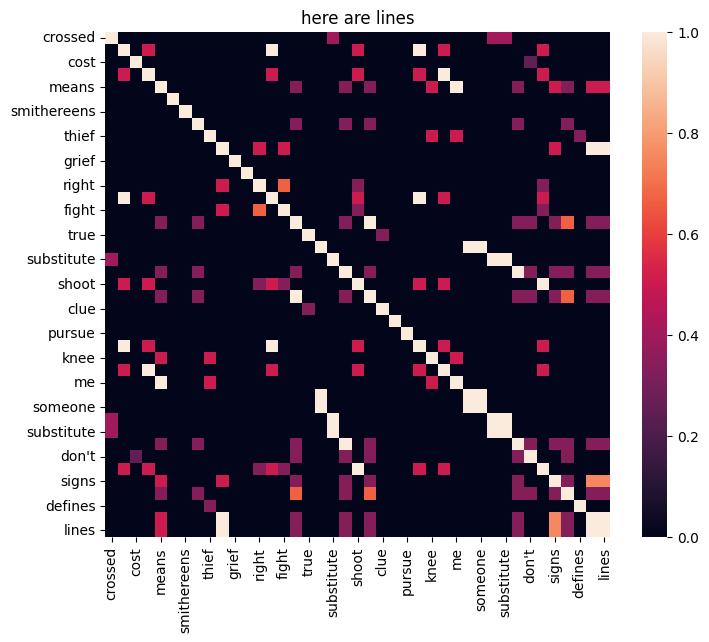 here are lines
crossed
cost
means
smithereens
thief
grief
right
fight
true
substitute
shoot
clue
pursue
knee
me
someone
substitute
don't
signs
defines
lines
1.0
0.8
0.6
0.4
0.2
0.0
crossed
cost
means
smithereens
thief
grief
right
fight
true
substitute
shoot
clue
pursue
knee
me
someone
substitute
don't
signs
defines
lines